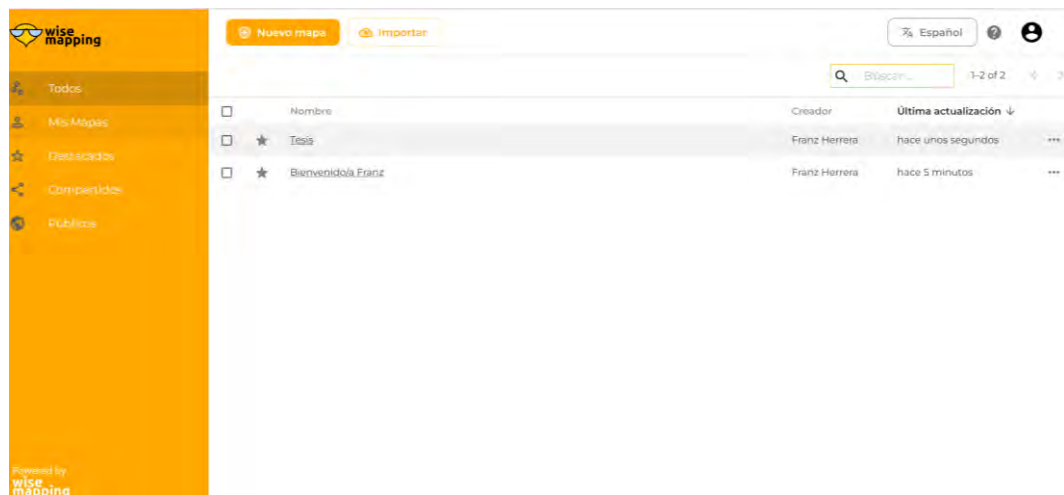 wise
mapping
Nuevo mapa
Importar
Español
Todos
Mis Mapas
Destacados
Compartidos
Públicos
Buscar...
1-2 of 2
Nombre
Creador
Última actualización
Tesis
Franz Herrera
hace unos segundos
Bienvenido/a Franz
Franz Herrera
hace 5 minutos
Powered by
wise
mapping